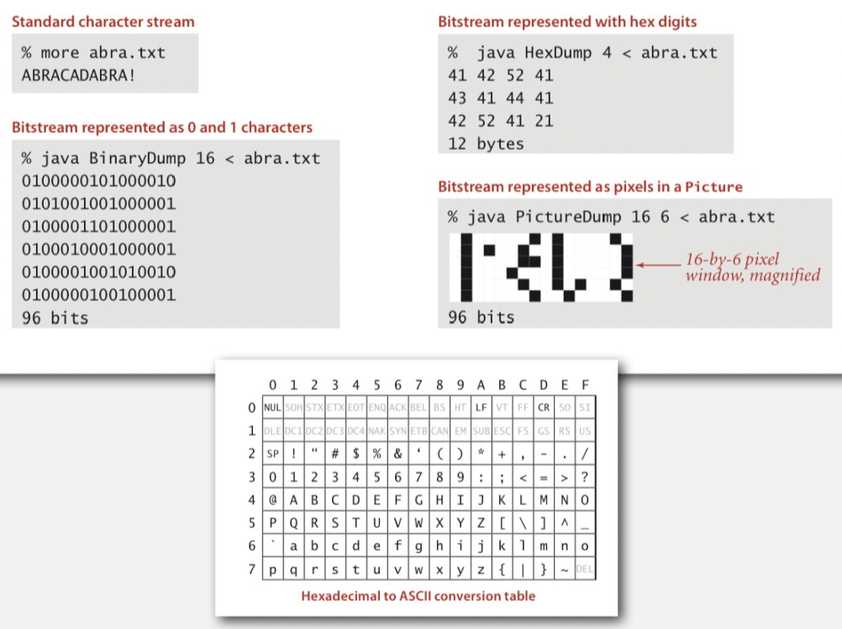 Standard character stream
% more abra.txt
ABRACADABRA!
Bitstream represented as 0 and 1 characters
% java BinaryDump 16 < abra.txt
0100000101000010
0101001001000001
0100001101000001
0100010001000001
0100001001010010
0100000100100001
96 bits
Bitstream represented with hex digits
% java HexDump 4 < abra.txt
41 42 52 41
43 41 44 41
42 52 41 21
12 bytes
Bitstream represented as pixels in a Picture
% java PictureDump 16 6 < abra.txt
16-by-6 pixel
window, magnified
96 bits
0 1 2 3 4 5 6 7 8 9 A B C D E F
0 NUL SOH STX ETX EOT ENQ ACK BEL BS HT LF VT FF CR SO SI
1 DLE DC1 DC2 DC3 DC4 NAK SYN ETB CAN EM SUB ESC FS GS RS US
2 SP ! " # $ % & ‘ ( ) * + , - . /
3 0 1 2 3 4 5 6 7 8 9 : ; < = > ?
4 @ A B C D E F G H I J K L M N O
5 P Q R S T U V W X Y Z [ \ ] ^ _
6 ` a b c d e f g h i j k l m n o
7 p q r s t u v w x y z { | } ~ DEL
Hexadecimal to ASCII conversion table